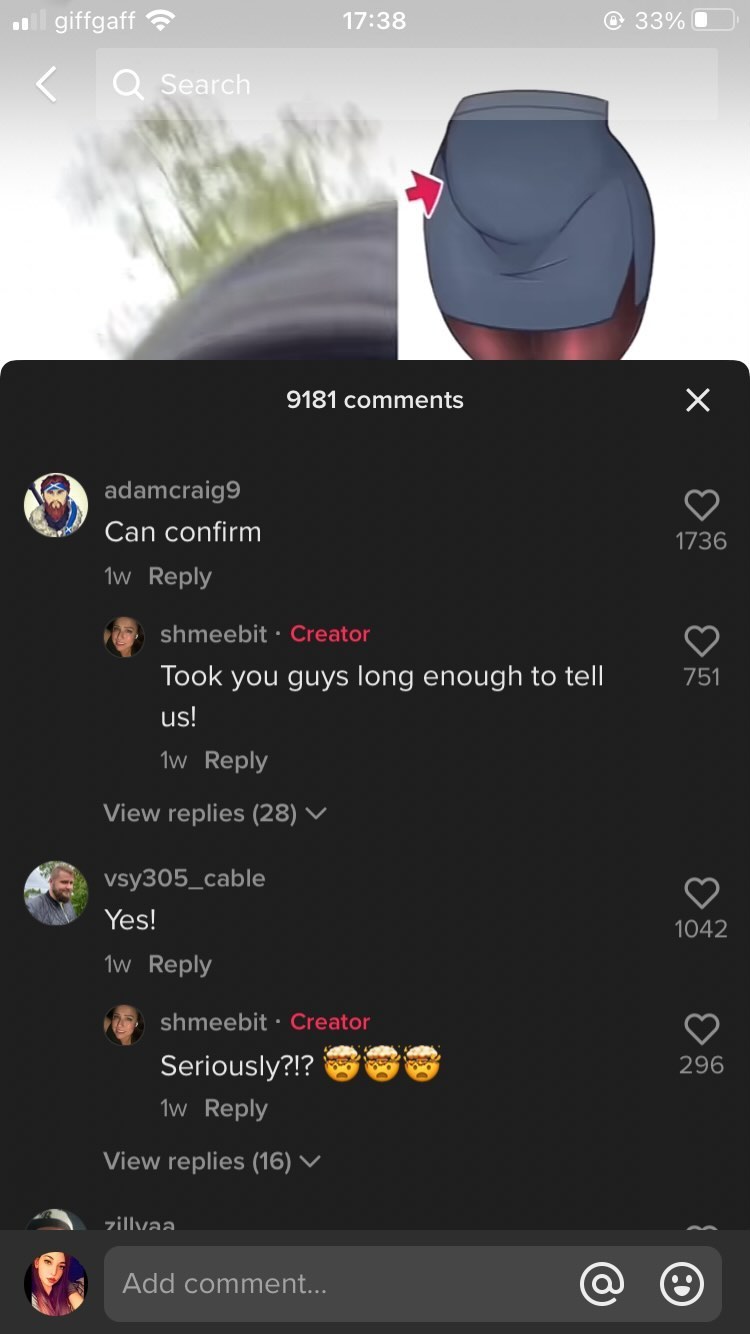 giffgaff 17:38 33%
Search
9181 comments
adamcraig9
Can confirm
1736
1w Reply
shmeebit · Creator
Took you guys long enough to tell
us!
751
1w Reply
View replies (28)
vsy305_cable
Yes!
1042
1w Reply
shmeebit · Creator
Seriously?!? 🤯🤯🤯
296
1w Reply
View replies (16)
zillyaa
Add comment...